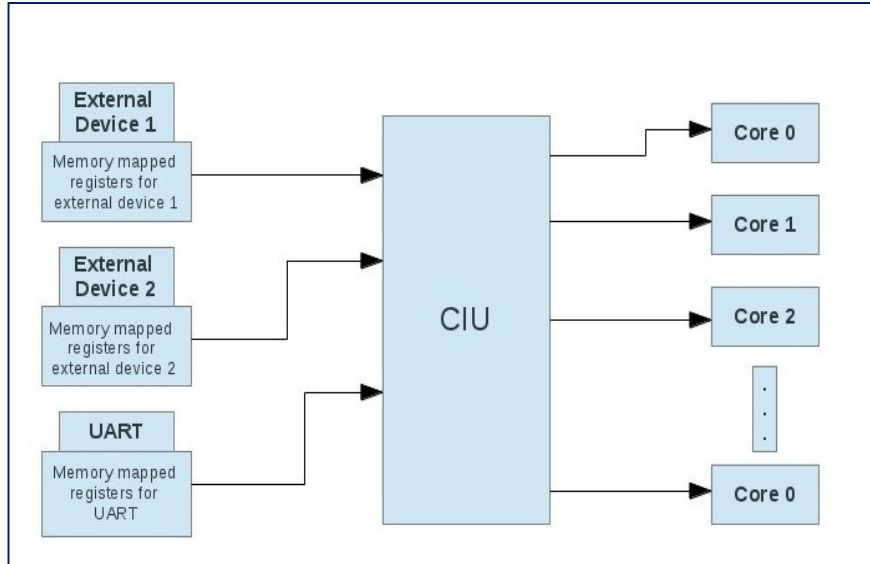 External
Device 1
Memory mapped
registers for
external device 1
External
Device 2
Memory mapped
registers for
external device 2
UART
Memory mapped
registers for
UART
CIU
Core 0
Core 1
Core 2
.
.
.
Core 0